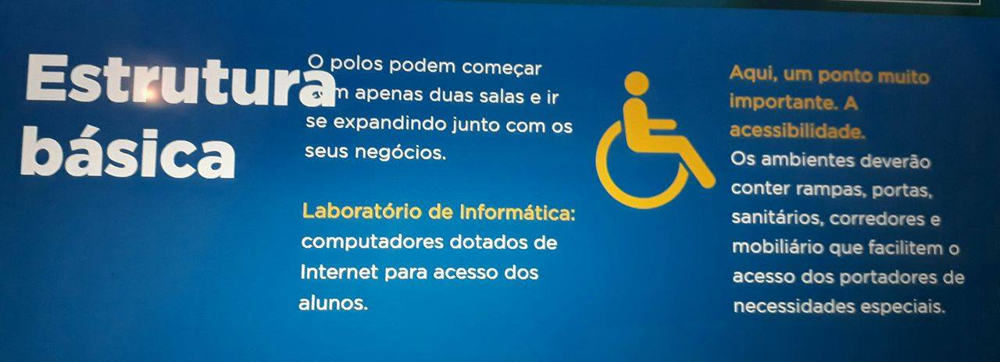 Estrutura
básica
O polos podem começar
m apenas duas salas e ir
se expandindo junto com os
seus negócios.
Laboratório de Informática:
computadores dotados de
Internet para acesso dos
alunos.
Aqui, um ponto muito
importante. A
acessibilidade.
Os ambientes deverão
conter rampas, portas,
sanitários, corredores e
mobiliário que facilitem o
acesso dos portadores de
necessidades especiais.